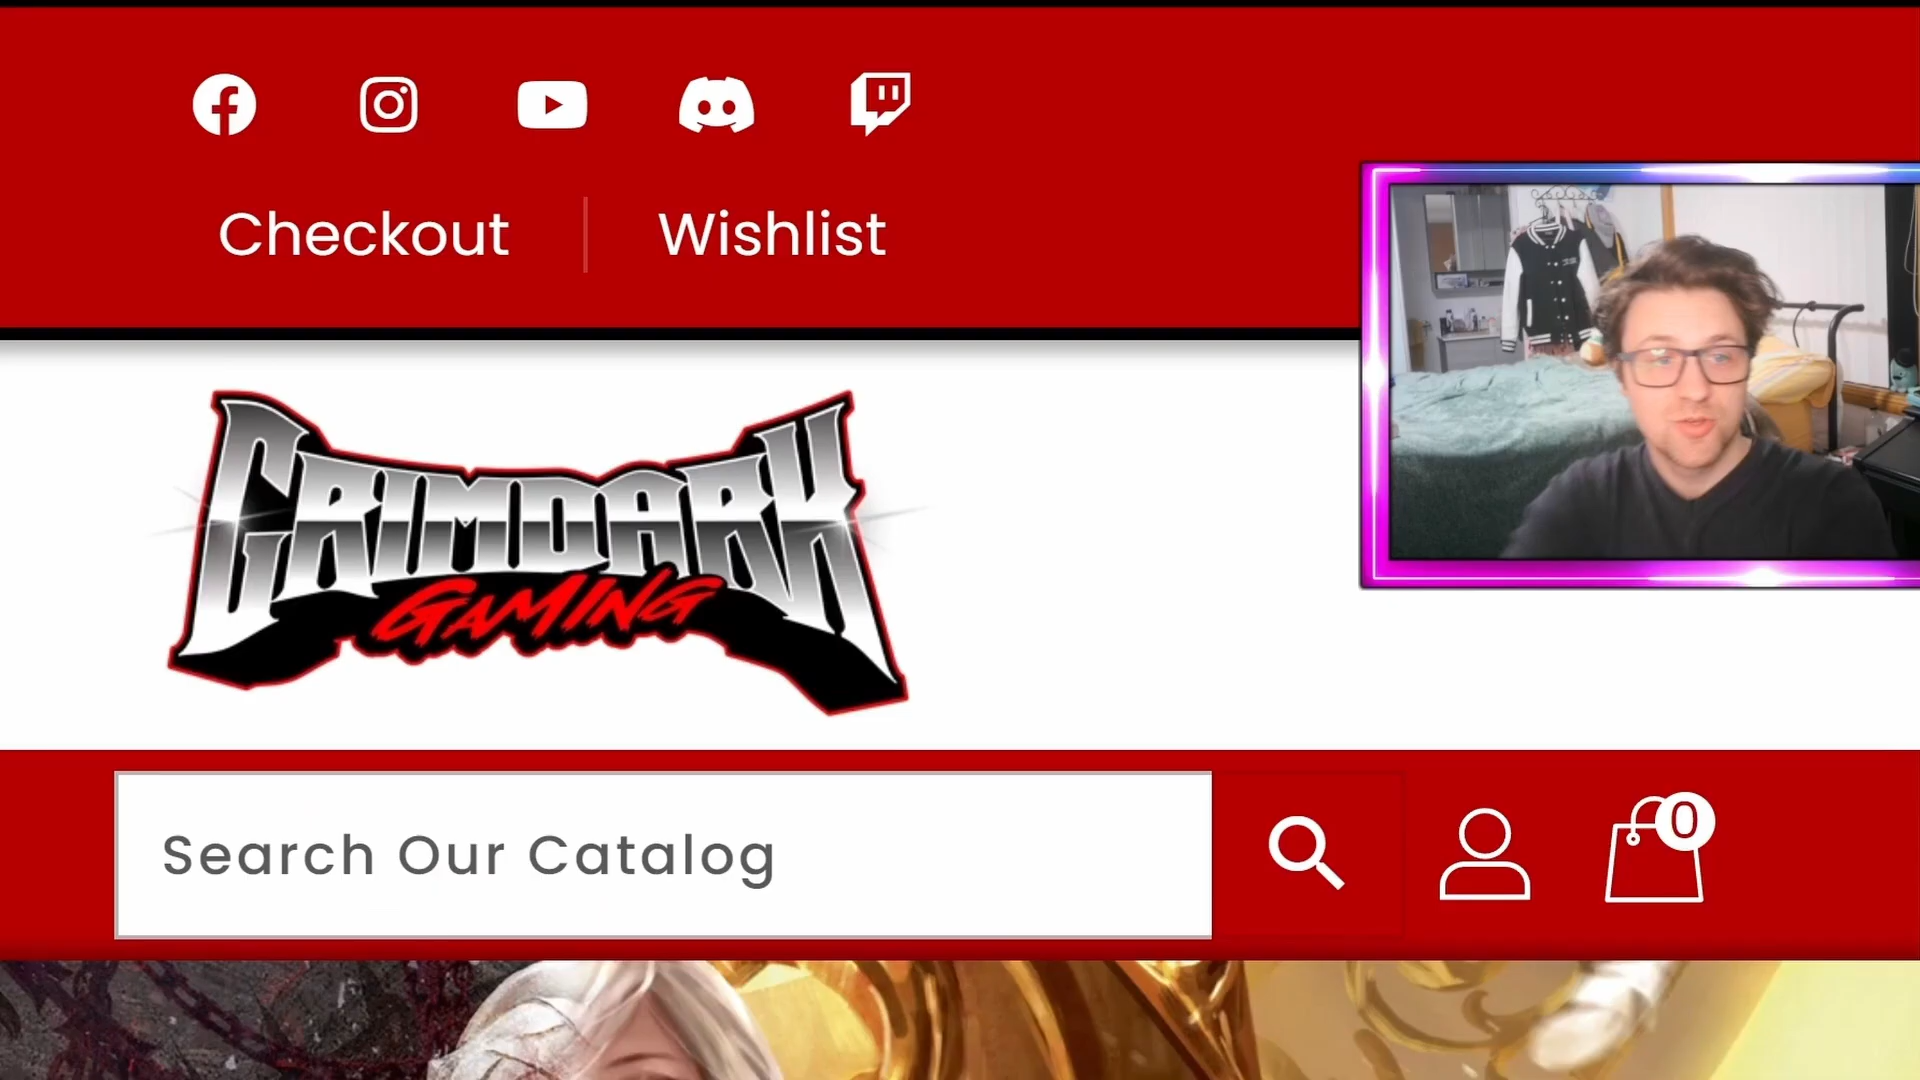 Checkout
Wishlist
GRIMDARK
GAMING
Search Our Catalog
0